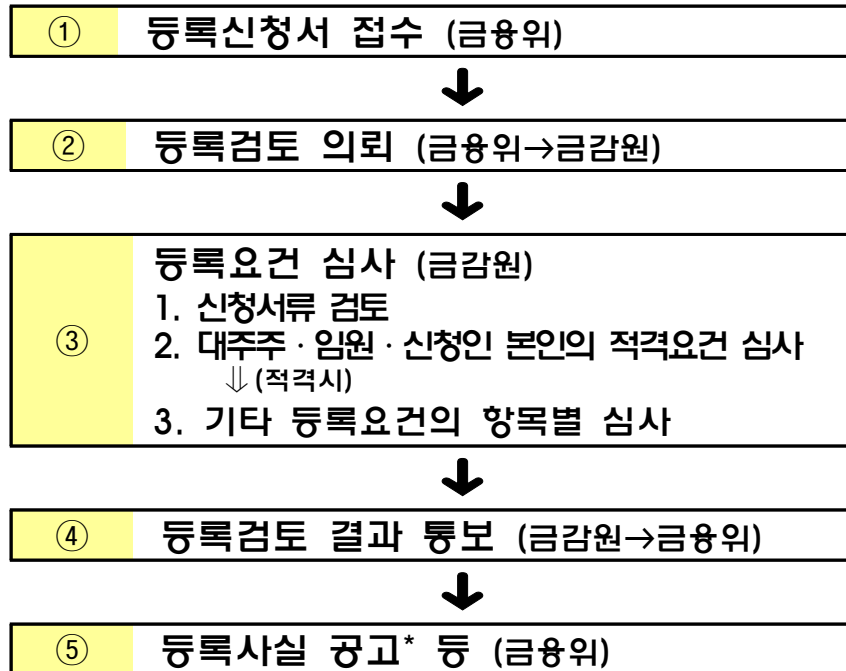 ① 등록신청서 접수 (금융위)
② 등록검토 의뢰 (금융위→금감원)
등록요건 심사 (금감원)
1. 신청서류 검토
③ 2. 대주주·임원·신청인 본인의 적격요건 심사
⇓(적격시)
3. 기타 등록요건의 항목별 심사
④ 등록검토 결과 통보 (금감원→금융위)
⑤ 등록사실 공고* 등 (금융위)